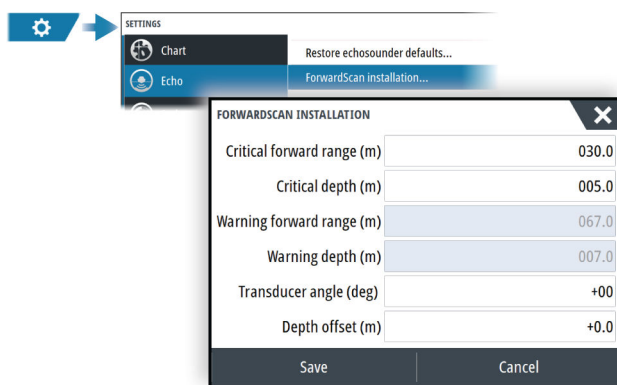 SETTINGS
Chart
Restore echosounder defaults...
Echo
ForwardScan installation...
FORWARDSCAN INSTALLATION
Critical forward range (m) 030.0
Critical depth (m) 005.0
Warning forward range (m) 067.0
Warning depth (m) 007.0
Transducer angle (deg) +00
Depth offset (m) +0.0
Save Cancel